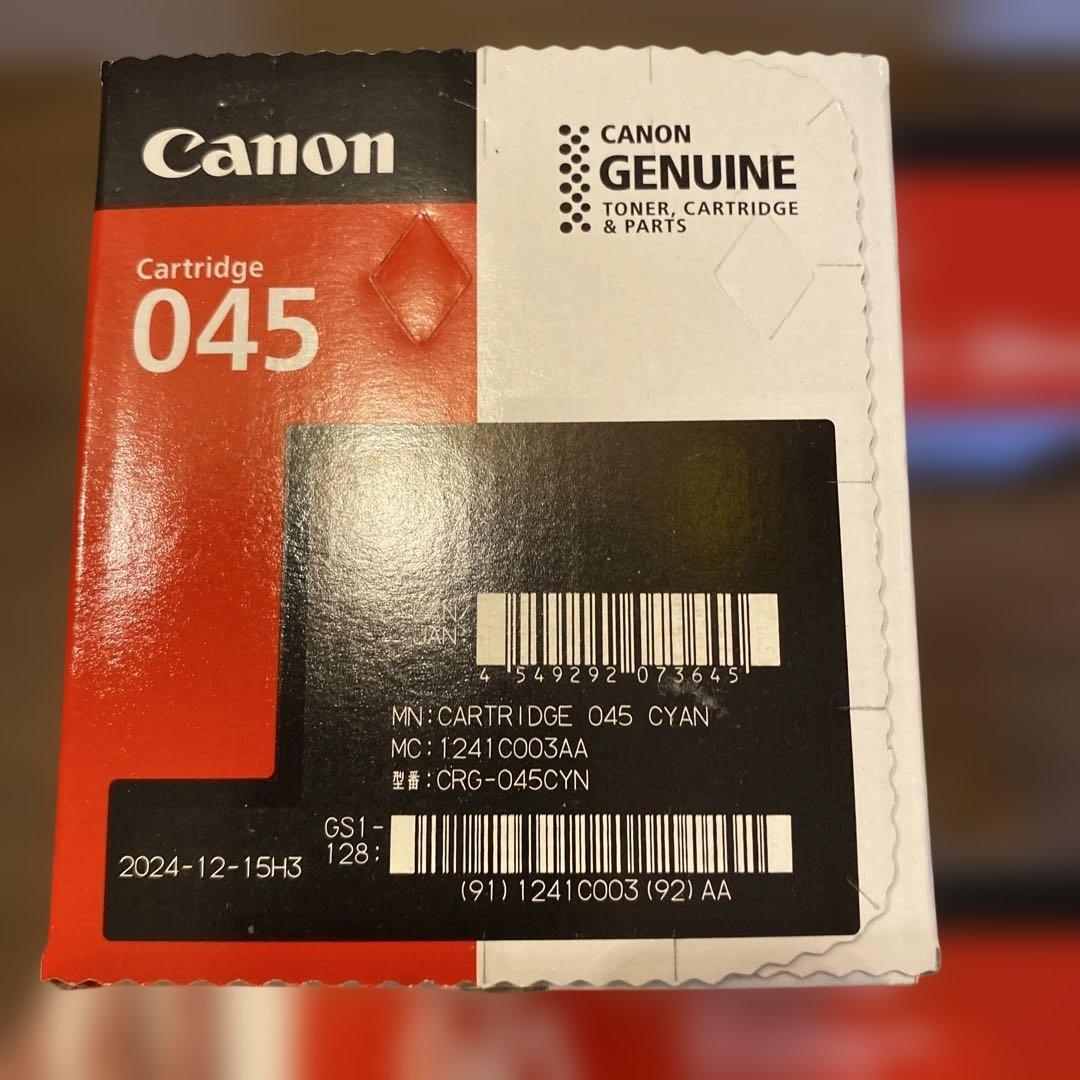 Canon
CANON
GENUINE
TONER, CARTRIDGE
& PARTS
Cartridge
045
JAN
4 549292 073645
MN:CARTRIDGE 045 CYAN
MC:1241C003AA
型番:CRG-045CYN
GS1-
128:
2024-12-15H3
(91)1241C003(92)AA